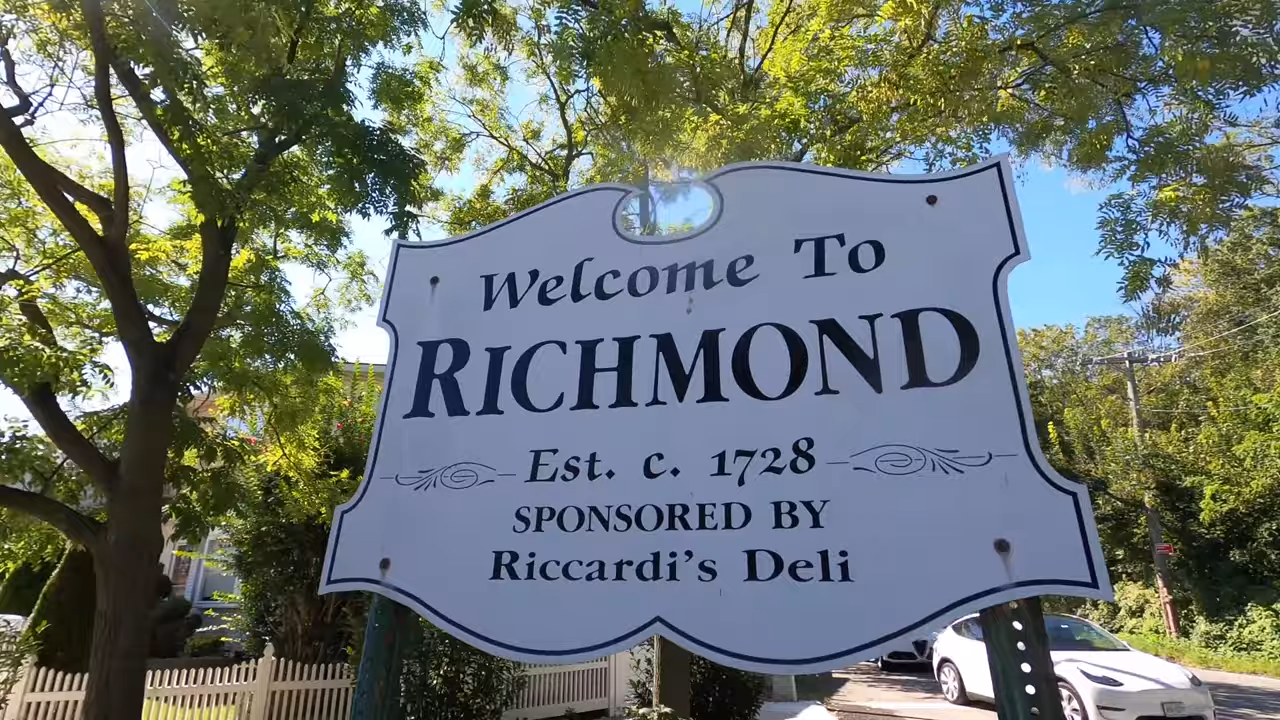 Welcome To
RICHMOND
Est. c. 1728
SPONSORED BY
Riccardi's Deli